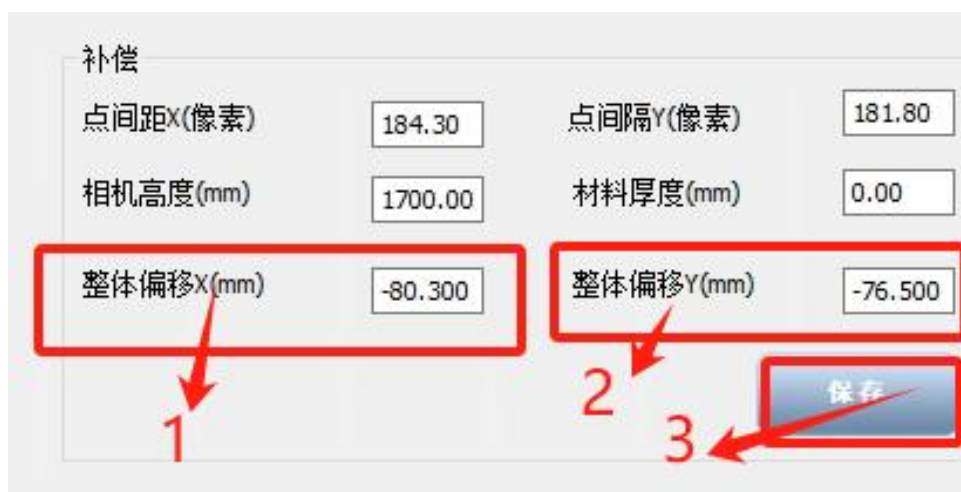 补偿
点间距X(像素) 184.30 点间隔Y(像素) 181.80
相机高度(mm) 1700.00 材料厚度(mm) 0.00
整体偏移X(mm) -80.300 整体偏移Y(mm) -76.500
保存
1 2 3